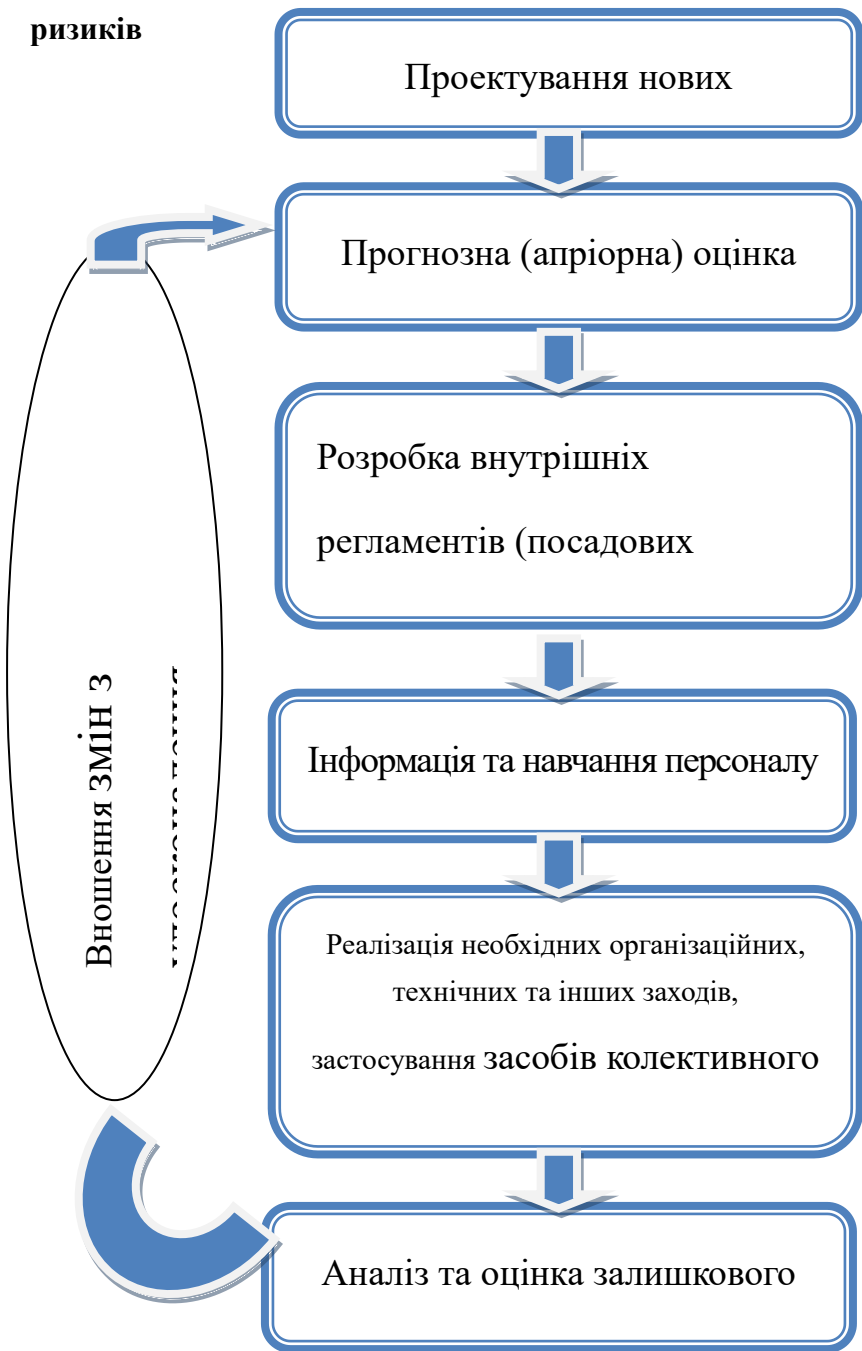 ризиків
Проектування нових
Прогнозна (апріорна) оцінка
Розробка внутрішніх
регламентів (посадових
Інформація та навчання персоналу
Реалізація необхідних організаційних,
технічних та інших заходів,
застосування засобів колективного
Аналіз та оцінка залишкового
Вношення змін з